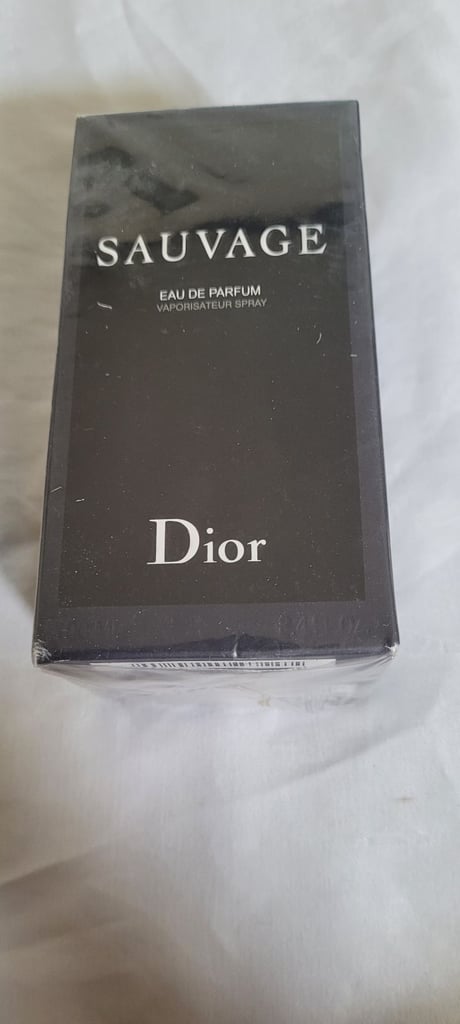 SAUVAGE
EAU DE PARFUM
VAPORISATEUR SPRAY
Dior